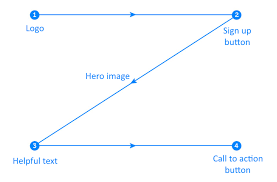 1
2
Logo
Sign up
button
Hero image
3
4
Helpful text
Call to action
button